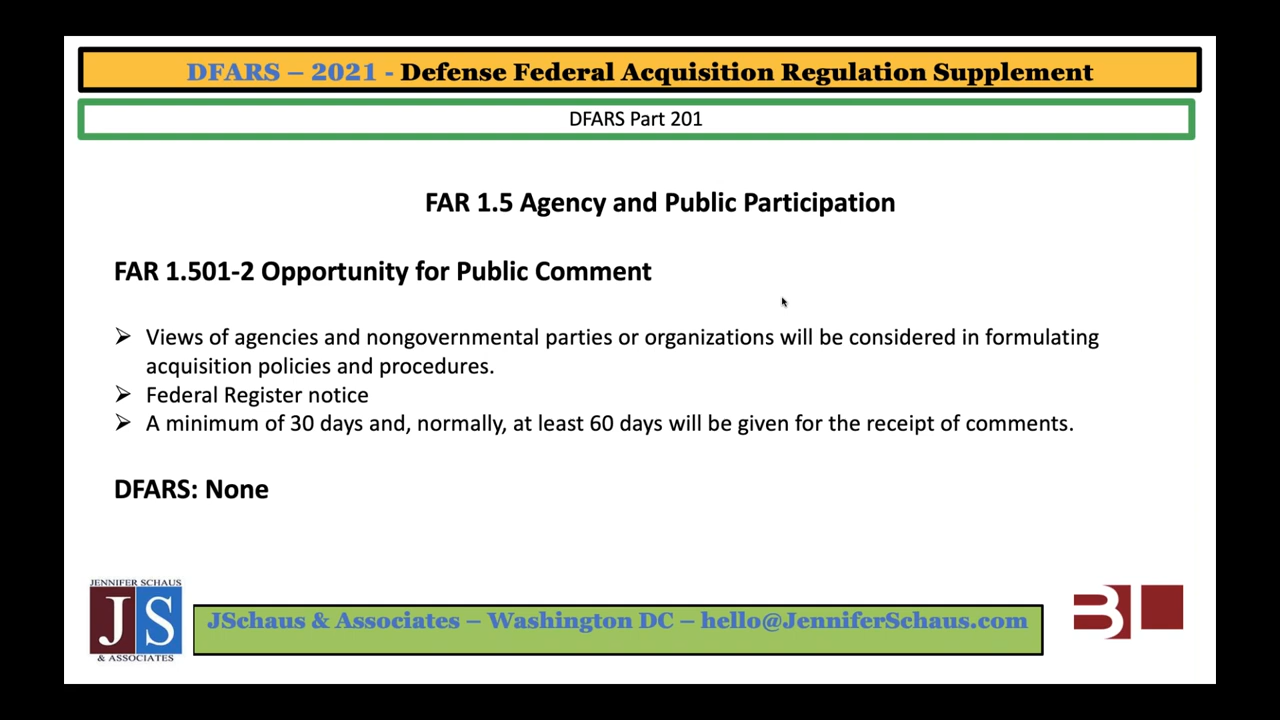 DFARS – 2021 - Defense Federal Acquisition Regulation Supplement
DFARS Part 201
FAR 1.5 Agency and Public Participation
FAR 1.501-2 Opportunity for Public Comment
➢ Views of agencies and nongovernmental parties or organizations will be considered in formulating
acquisition policies and procedures.
➢ Federal Register notice
➢ A minimum of 30 days and, normally, at least 60 days will be given for the receipt of comments.
DFARS: None
JENNIFER SCHAUS
JS
& ASSOCIATES
JSchaus & Associates – Washington DC – hello@JenniferSchaus.com
B